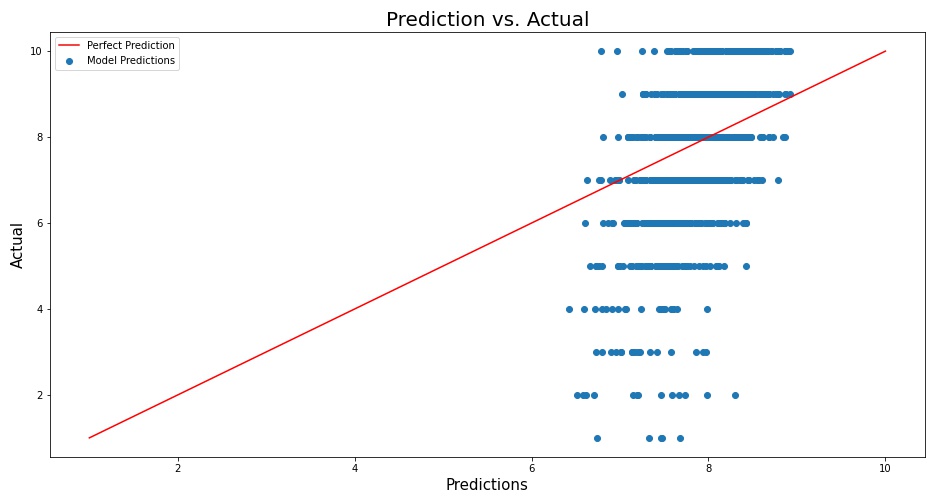 Prediction vs. Actual
Perfect Prediction
Model Predictions
10
8
6
4
2
Actual
2 4 6 8 10
Predictions